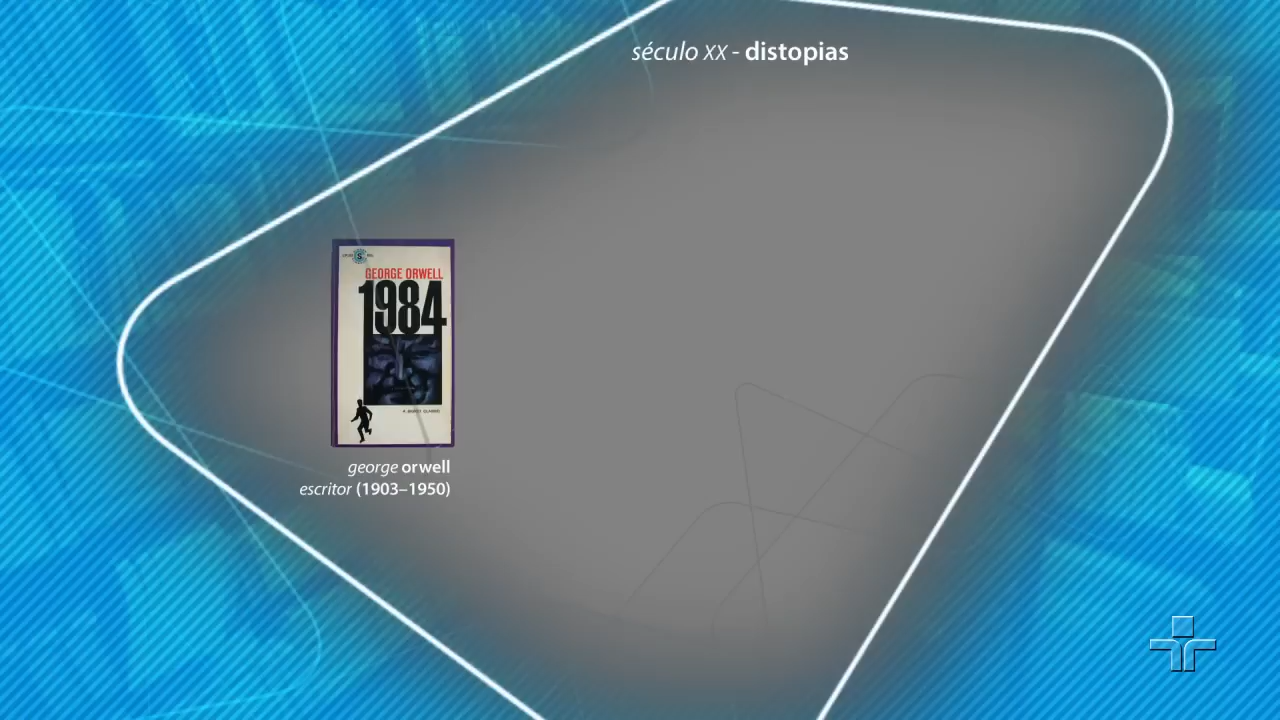 século XX - distopias
S
GEORGE ORWELL
1984
george orwell
escritor (1903–1950)